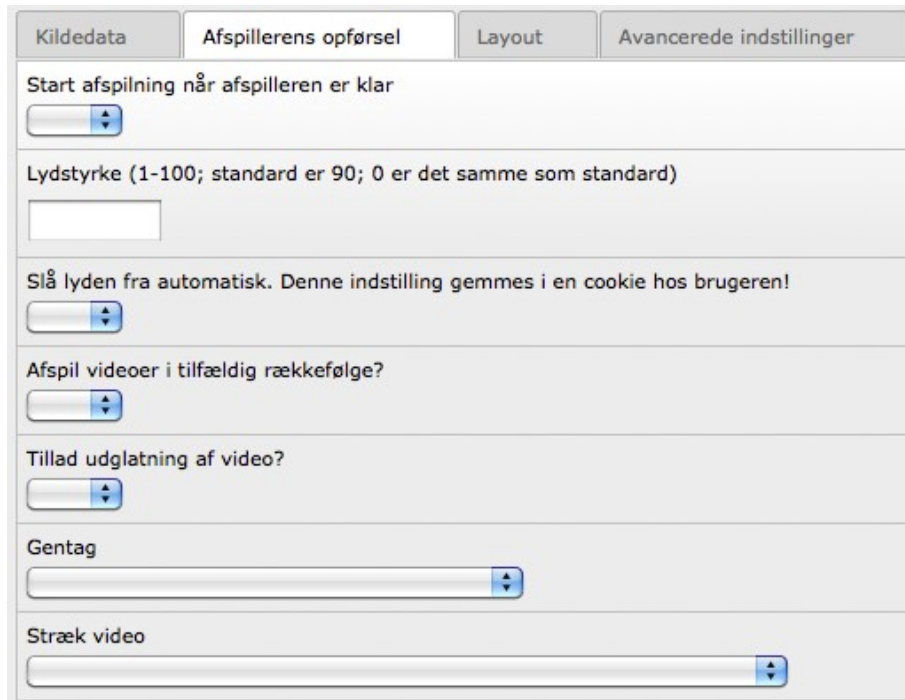 Kildedata Afspillerens opførsel Layout Avancerede indstillinger
Start afspilning når afspilleren er klar
Lydstyrke (1-100; standard er 90; 0 er det samme som standard)
Slå lyden fra automatisk. Denne indstilling gemmes i en cookie hos brugeren!
Afspil videoer i tilfældig rækkefølge?
Tillad udglatning af video?
Gentag
Stræk video